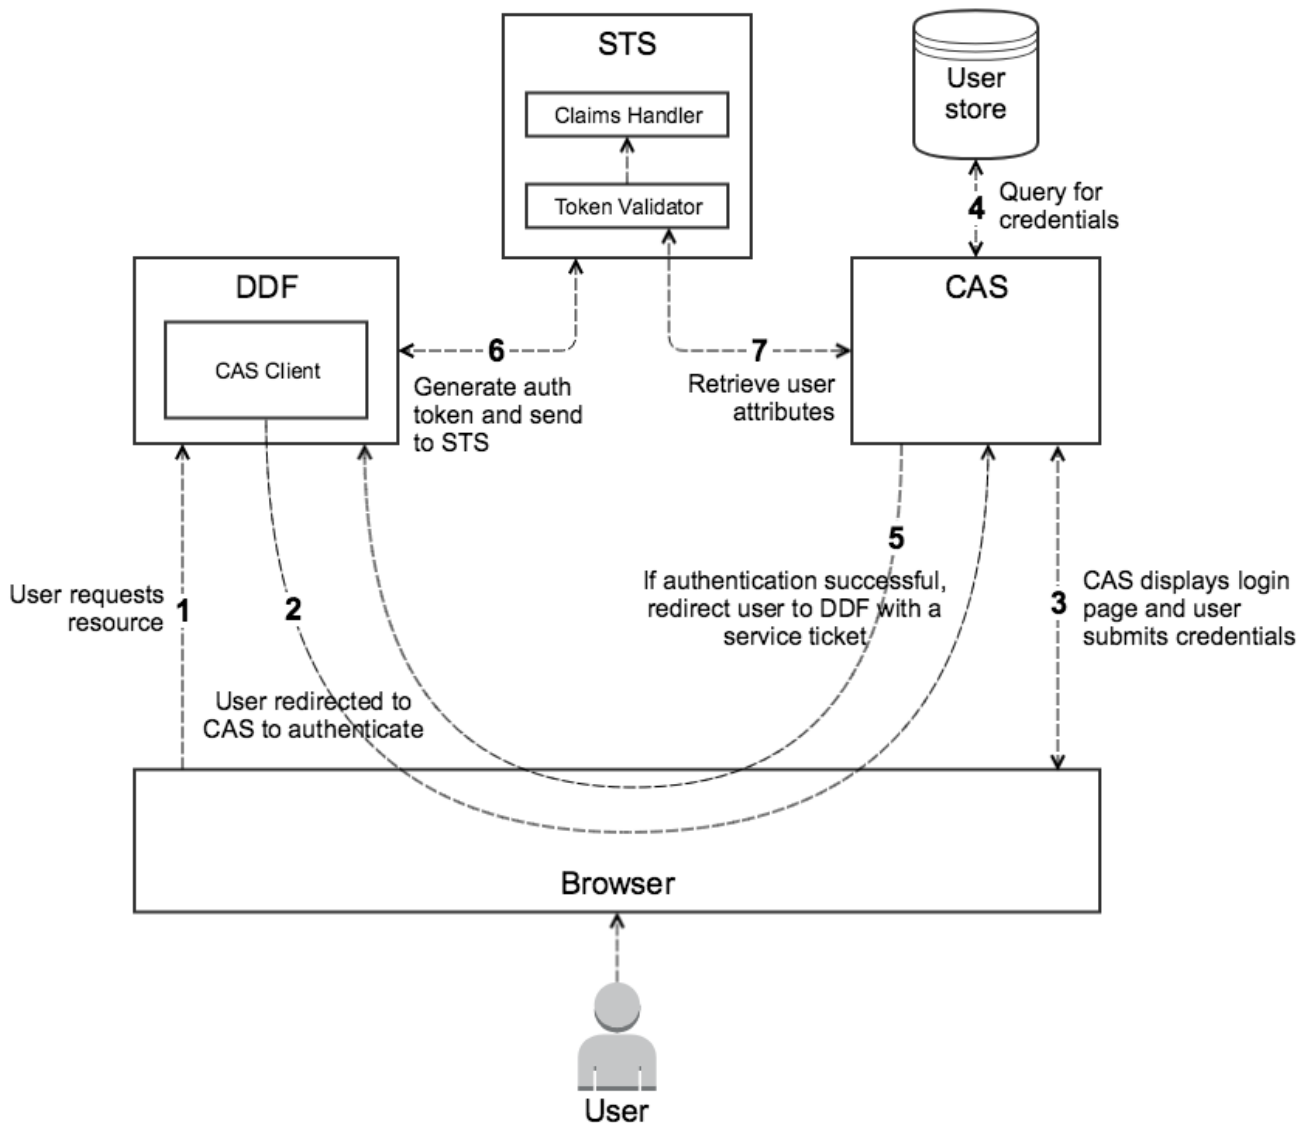 STS
Claims Handler
Token Validator
User
store
4
Query for
credentials
DDF
CAS Client
CAS
6
Generate auth
token and send
to STS
7
Retrieve user
attributes
User requests
resource
1
2
User redirected to
CAS to authenticate
5
If authentication successful,
redirect user to DDF with a
service ticket
3
CAS displays login
page and user
submits credentials
Browser
User